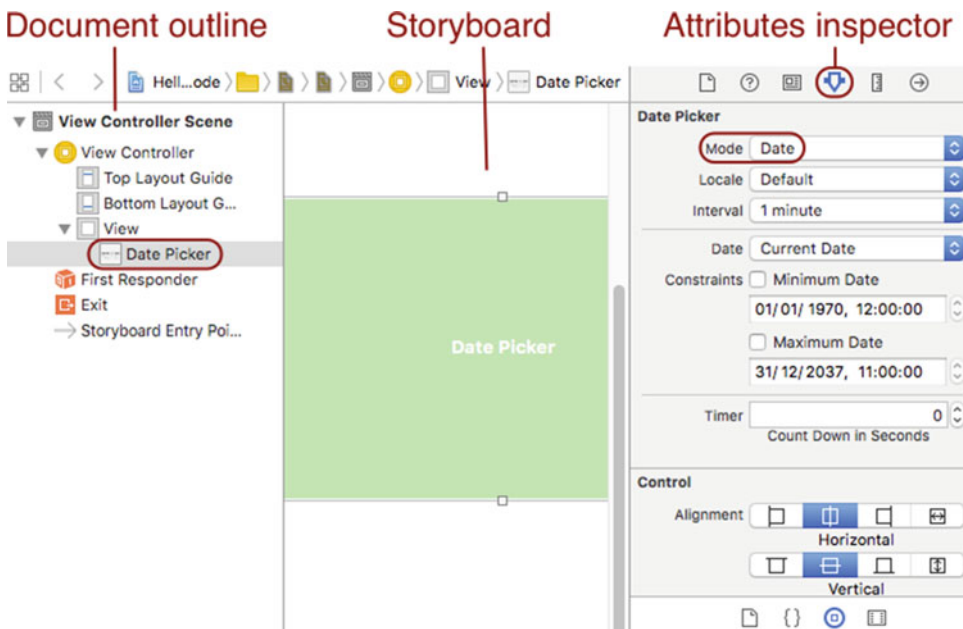 Document outline
Storyboard
Attributes inspector
Hell...ode
View
Date Picker
View Controller Scene
View Controller
Top Layout Guide
Bottom Layout G...
View
Date Picker
First Responder
Exit
Storyboard Entry Poi...
Date Picker
Date Picker
Mode Date
Locale Default
Interval 1 minute
Date Current Date
Constraints Minimum Date
01/01/ 1970, 12:00:00
Maximum Date
31/12/2037, 11:00:00
Timer 0
Count Down in Seconds
Control
Alignment
Horizontal
Vertical